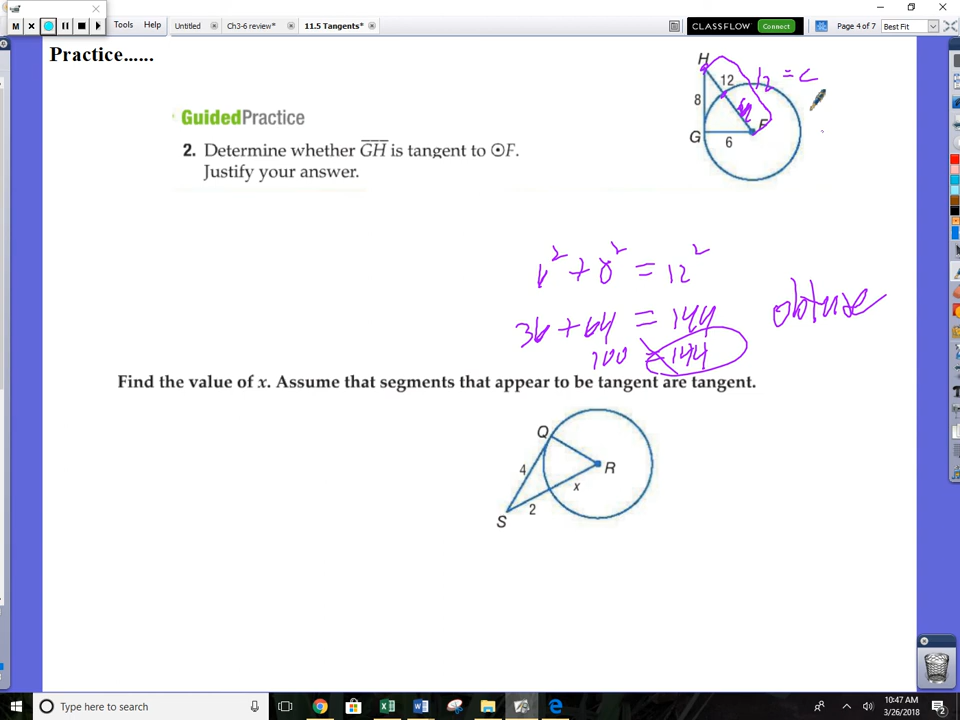 M
Tools
Help
Untitled
Ch3-6 review*
11.5 Tangents*
CLASSFLOW
Connect
Page 4 of 7
Best Fit
Practice......
GuidedPractice
2. Determine whether GH is tangent to ⊙F.
Justify your answer.
H
12
12 = c
8
F
G
6
6² + 8² = 12²
36 + 64 = 144
100 = 144
obtuse
Find the value of x. Assume that segments that appear to be tangent are tangent.
Q
4
R
x
2
S
Type here to search
10:47 AM
3/26/2018
2